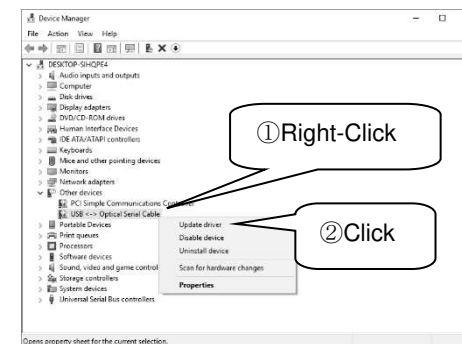 Device Manager
File Action View Help
DESKTOP-SIHQPE4
Audio inputs and outputs
Computer
Disk drives
Display adapters
DVD/CD-ROM drives
Human Interface Devices
IDE ATA/ATAPI controllers
Keyboards
Mice and other pointing devices
Monitors
Network adapters
Other devices
PCI Simple Communications Controller
USB <-> Optical Serial Cable
Portable Devices
Print queues
Processors
Software devices
Sound, video and game control
Storage controllers
System devices
Universal Serial Bus controllers
①Right-Click
Update driver
Disable device
Uninstall device
Scan for hardware changes
Properties
②Click
Opens property sheet for the current selection.